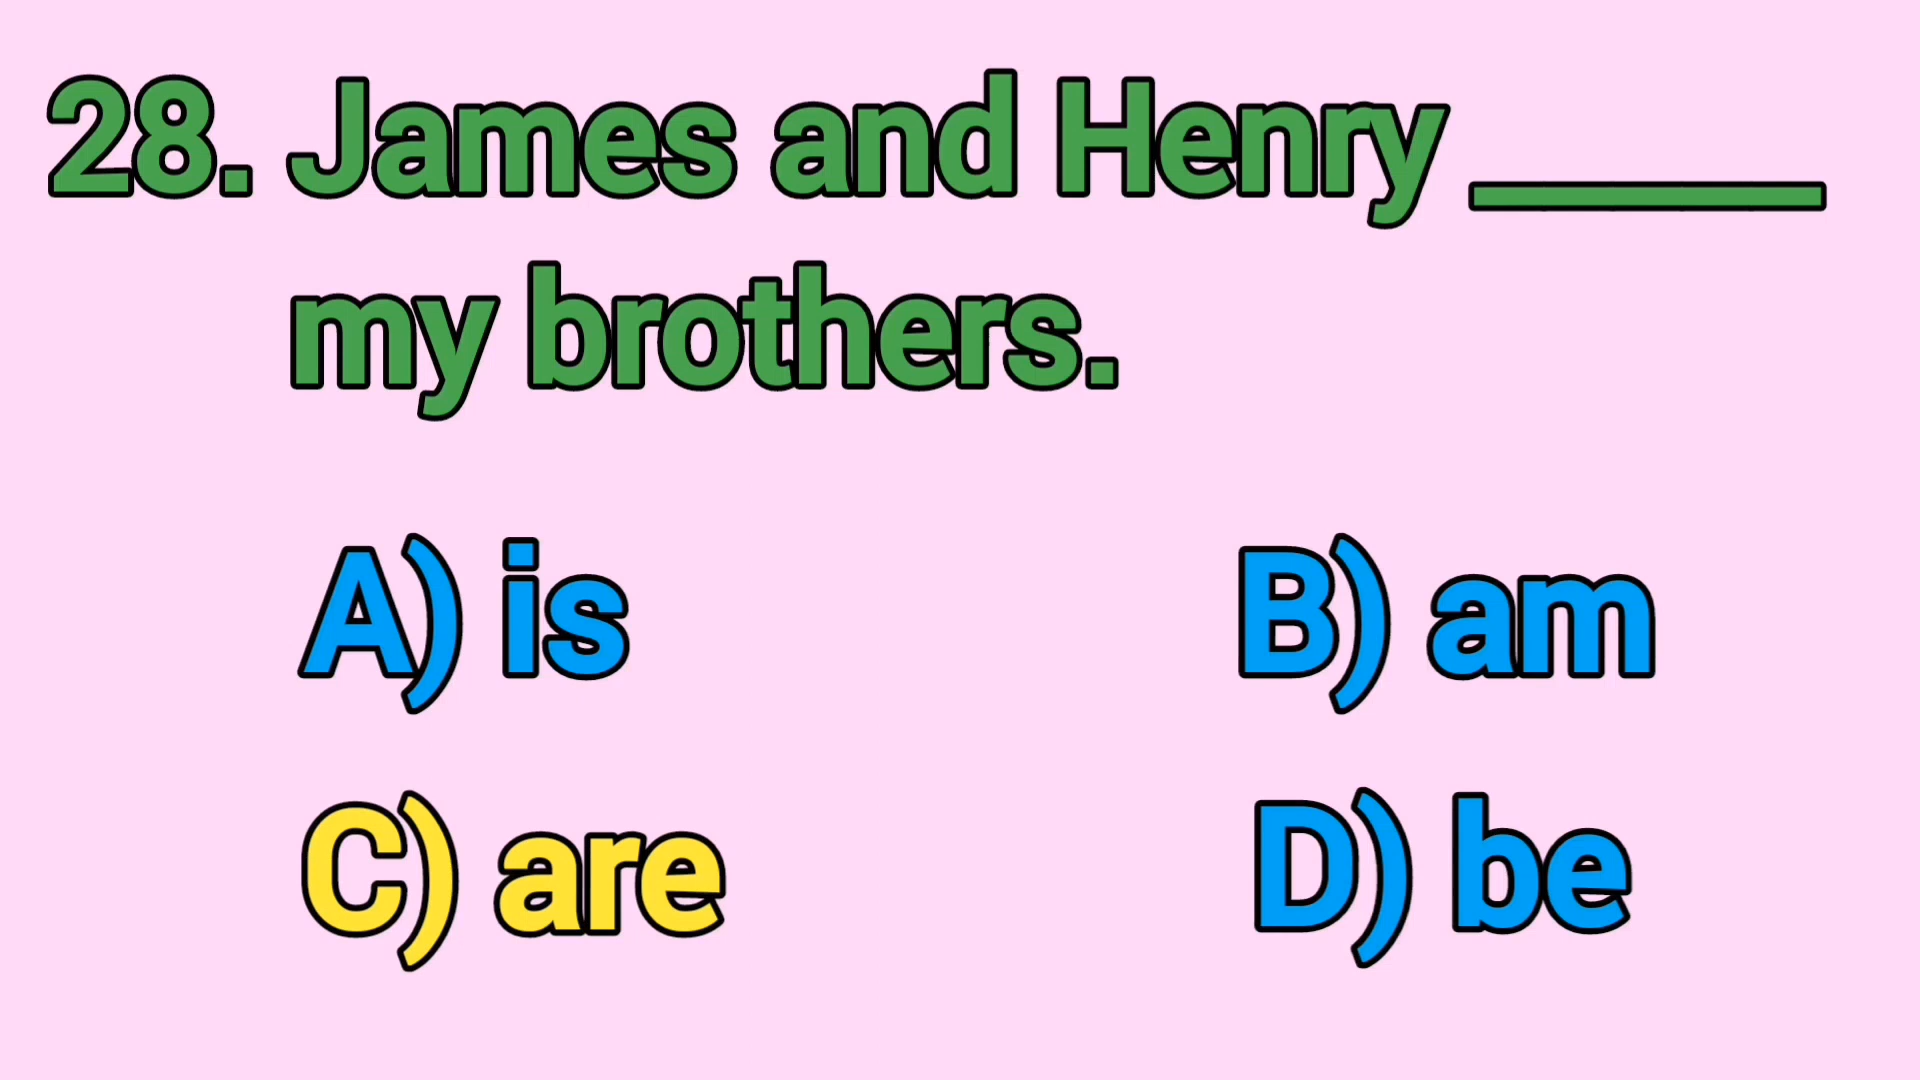 28. James and Henry _____
my brothers.
A) is B) am
C) are D) be